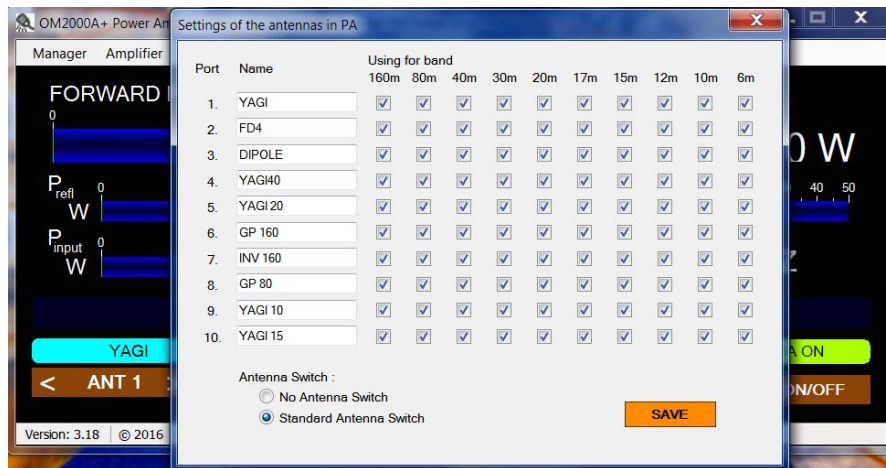 OM2000A+ Power Am
Settings of the antennas in PA
X
X
Manager Amplifier
Port Name Using for band
160m 80m 40m 30m 20m 17m 15m 12m 10m 6m
1. YAGI
2. FD4
3. DIPOLE
4. YAGI40
5. YAGI 20
6. GP 160
7. INV 160
8. GP 80
9. YAGI 10
10. YAGI 15
Antenna Switch :
No Antenna Switch
Standard Antenna Switch
SAVE
FORWARD
0
0 W
Prefl 0
W
40 50
Pinput 0
W
YAGI
ON
< ANT 1
ON/OFF
Version: 3.18 © 2016